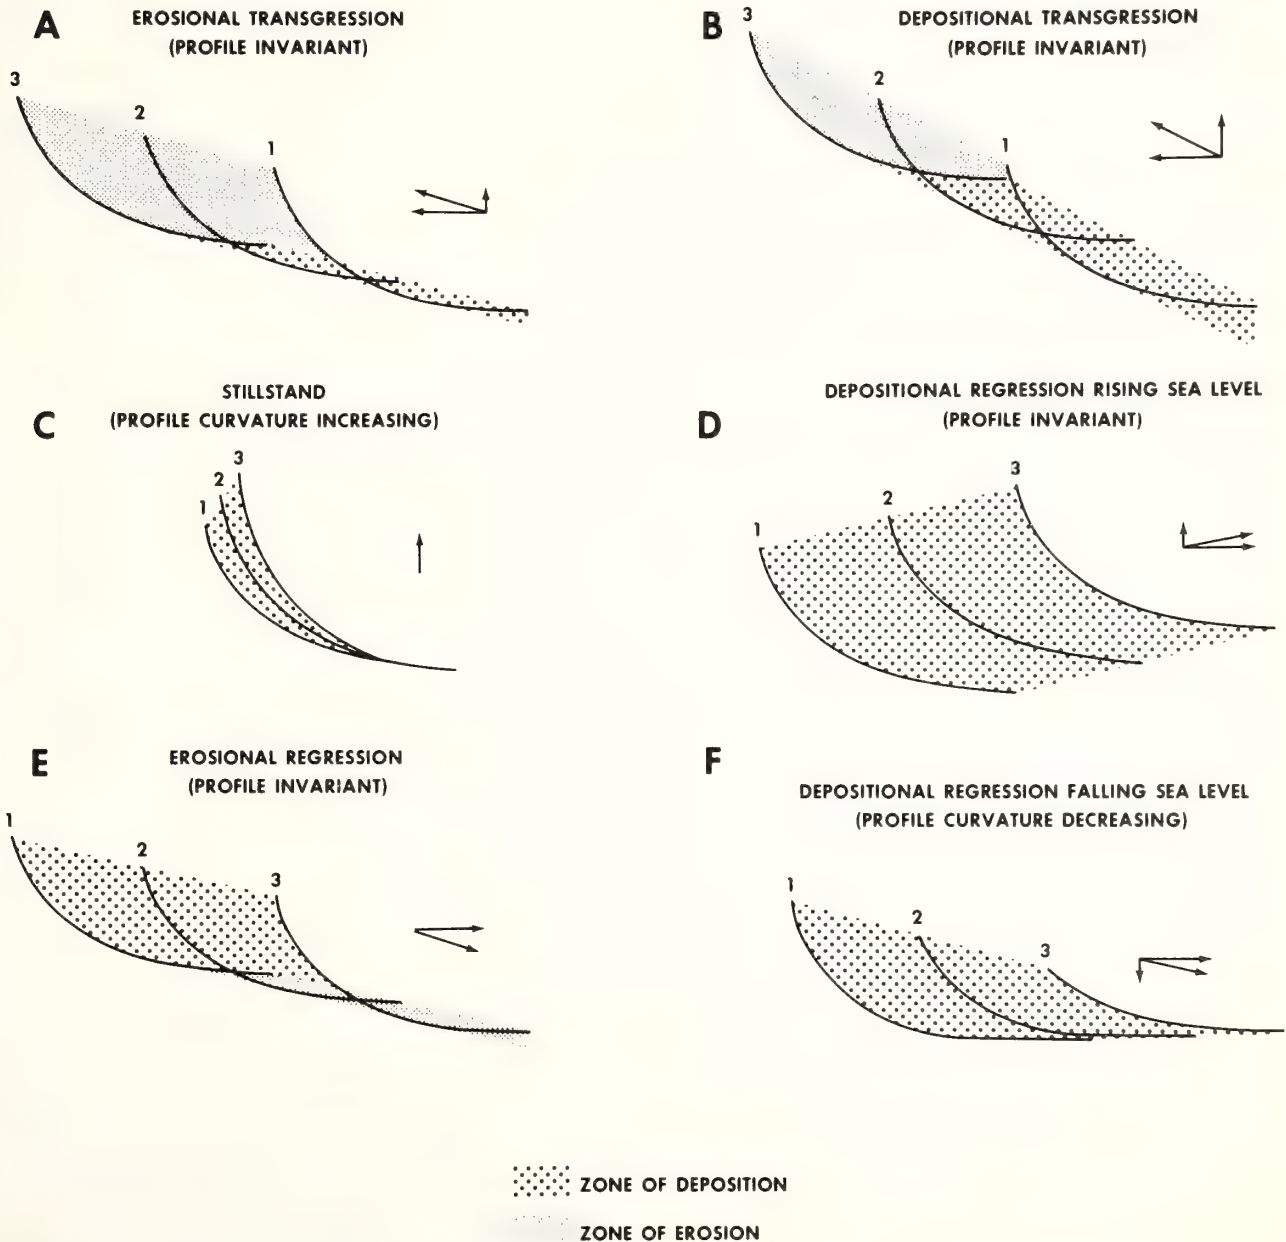 A
EROSIONAL TRANSGRESSION
(PROFILE INVARIANT)
3
2
1
B
DEPOSITIONAL TRANSGRESSION
(PROFILE INVARIANT)
3
2
1
C
STILLSTAND
(PROFILE CURVATURE INCREASING)
3
2
1
D
DEPOSITIONAL REGRESSION RISING SEA LEVEL
(PROFILE INVARIANT)
3
2
1
E
EROSIONAL REGRESSION
(PROFILE INVARIANT)
1
2
3
F
DEPOSITIONAL REGRESSION FALLING SEA LEVEL
(PROFILE CURVATURE DECREASING)
1
2
3
ZONE OF DEPOSITION
ZONE OF EROSION